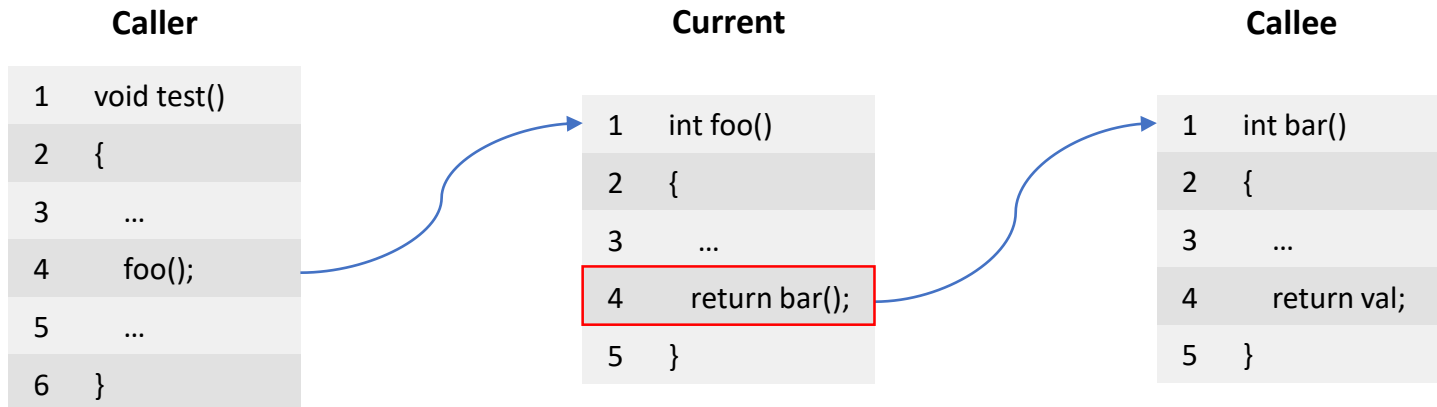 Caller
1 void test()
2 {
3 …
4 foo();
5 …
6 }
Current
1 int foo()
2 {
3 …
4 return bar();
5 }
Callee
1 int bar()
2 {
3 …
4 return val;
5 }